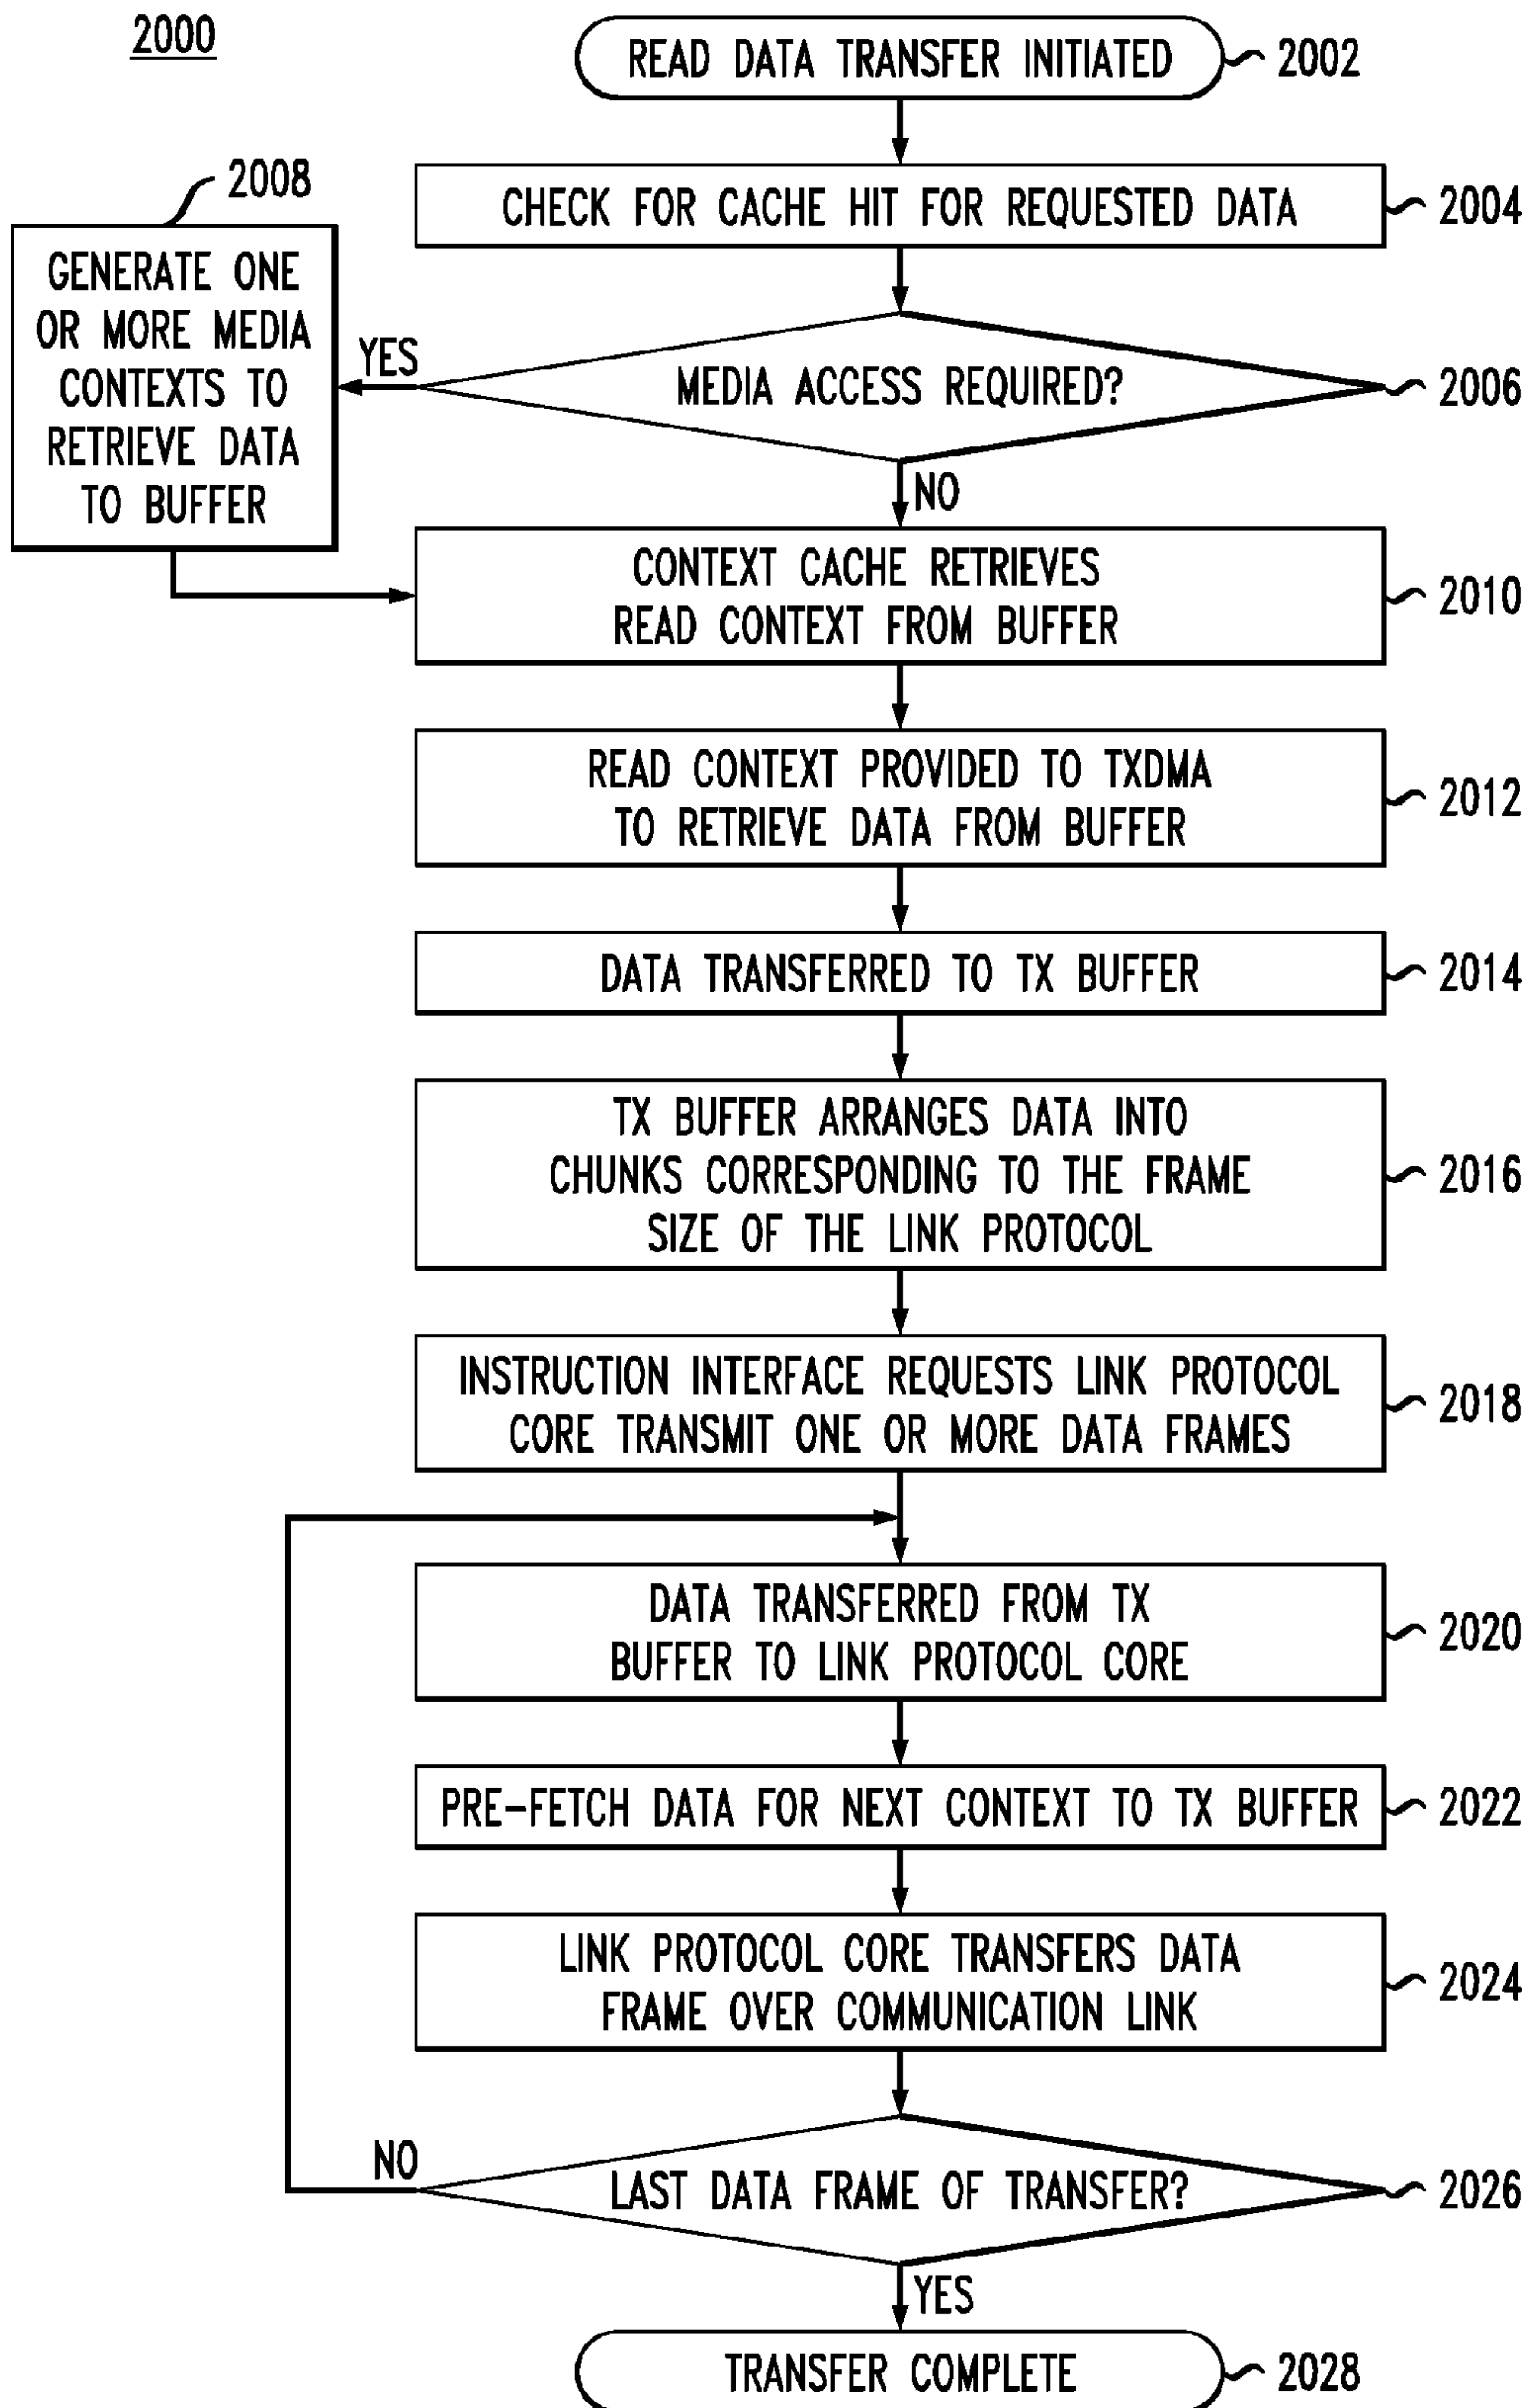 2000
READ DATA TRANSFER INITIATED
2002
CHECK FOR CACHE HIT FOR REQUESTED DATA
2004
2008
GENERATE ONE
OR MORE MEDIA
CONTEXTS TO
RETRIEVE DATA
TO BUFFER
YES
MEDIA ACCESS REQUIRED?
2006
NO
CONTEXT CACHE RETRIEVES
READ CONTEXT FROM BUFFER
2010
READ CONTEXT PROVIDED TO TXDMA
TO RETRIEVE DATA FROM BUFFER
2012
DATA TRANSFERRED TO TX BUFFER
2014
TX BUFFER ARRANGES DATA INTO
CHUNKS CORRESPONDING TO THE FRAME
SIZE OF THE LINK PROTOCOL
2016
INSTRUCTION INTERFACE REQUESTS LINK PROTOCOL
CORE TRANSMIT ONE OR MORE DATA FRAMES
2018
DATA TRANSFERRED FROM TX
BUFFER TO LINK PROTOCOL CORE
2020
PRE-FETCH DATA FOR NEXT CONTEXT TO TX BUFFER
2022
LINK PROTOCOL CORE TRANSFERS DATA
FRAME OVER COMMUNICATION LINK
2024
NO
LAST DATA FRAME OF TRANSFER?
2026
YES
TRANSFER COMPLETE
2028